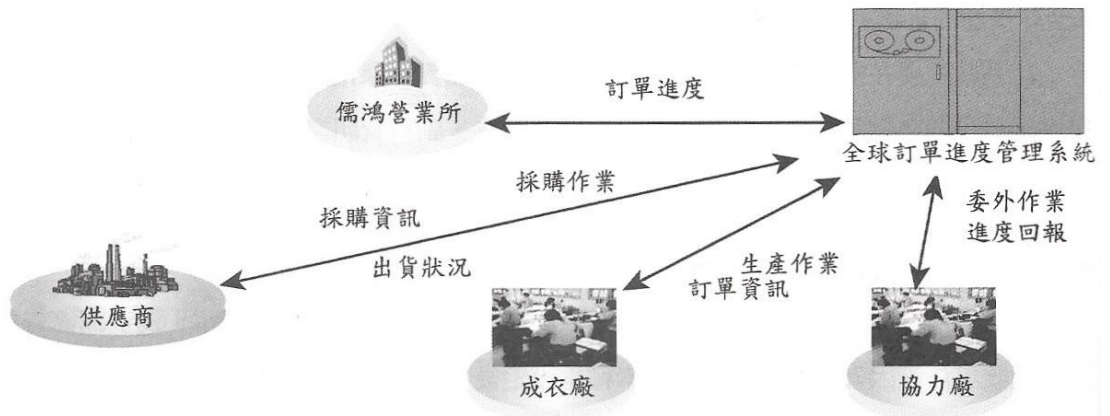 訂單進度
儒鴻營業所
全球訂單進度管理系統
採購作業
採購資訊
出貨狀況
委外作業
進度回報
生產作業
訂單資訊
供應商
成衣廠
協力廠